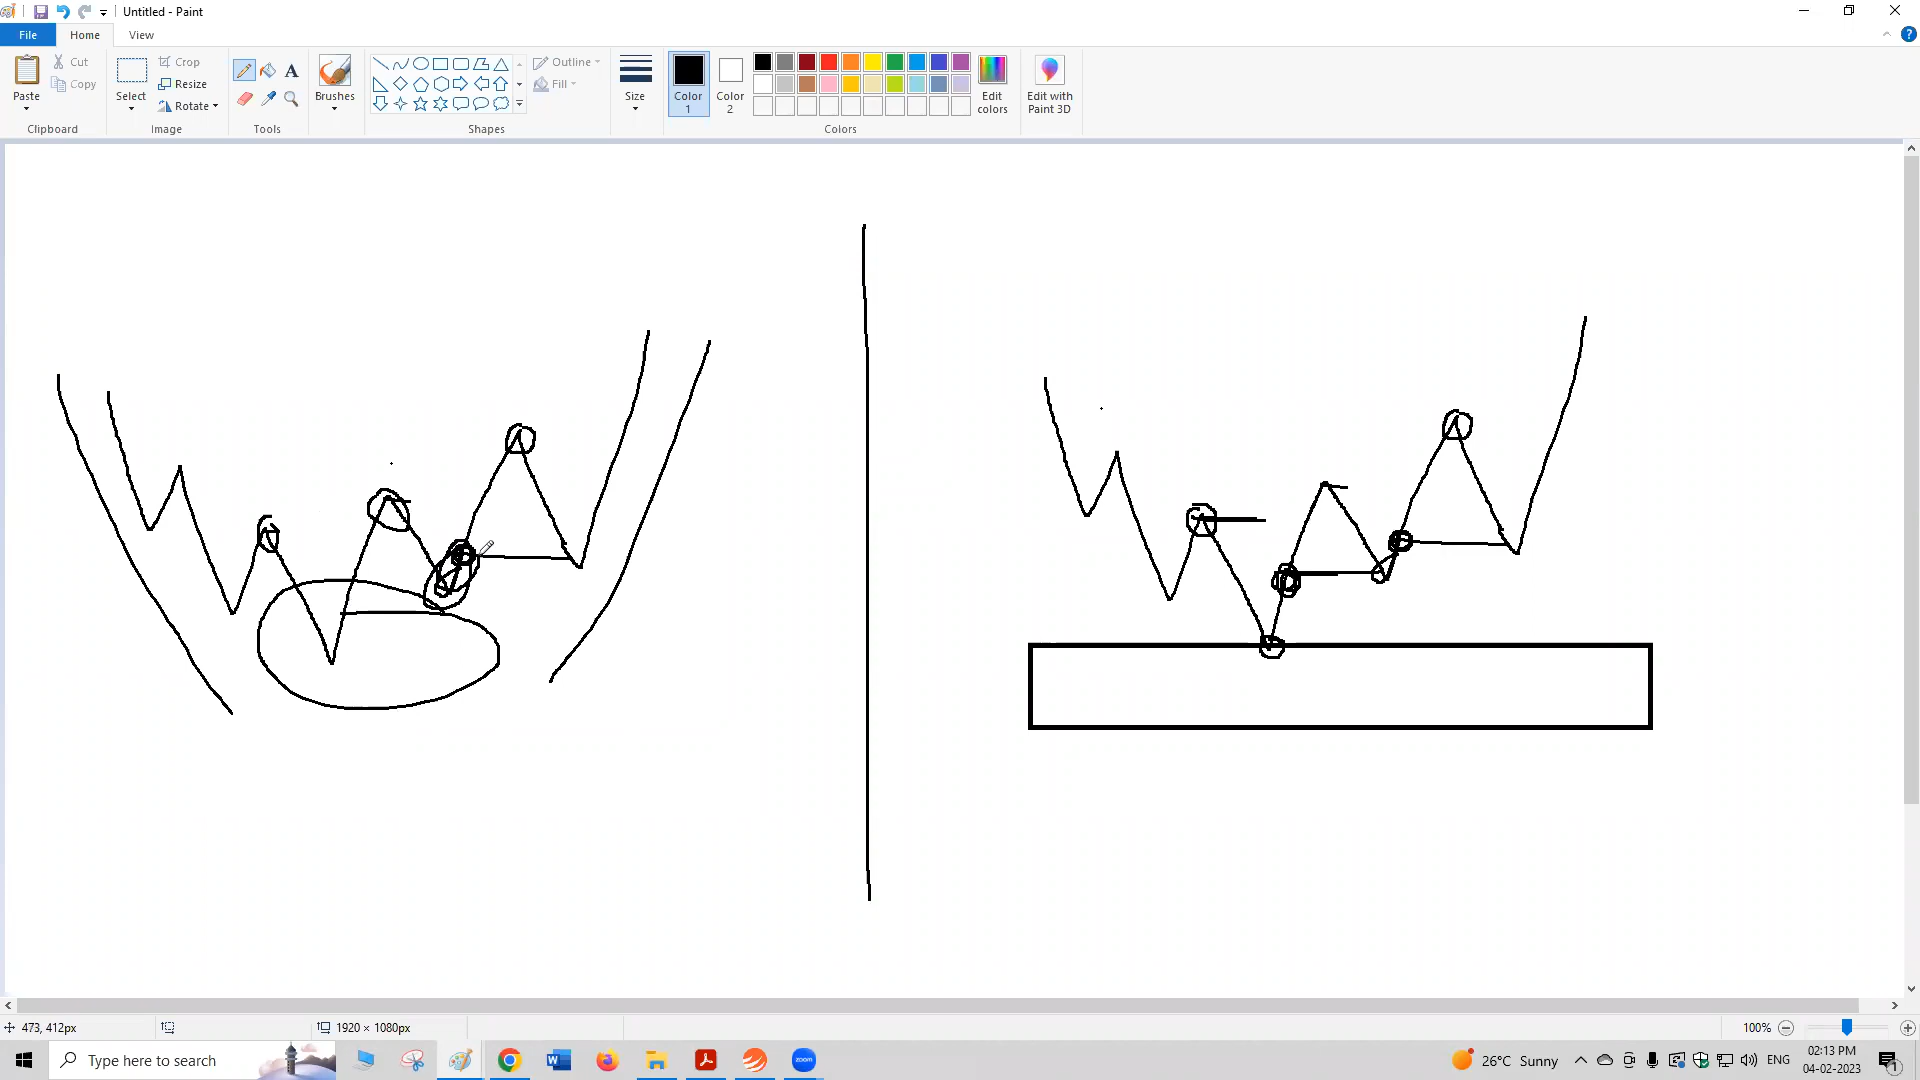 Untitled - Paint
File
Home
View
Paste
Cut
Copy
Clipboard
Select
Crop
Resize
Rotate
Image
Tools
Brushes
Shapes
Outline
Fill
Size
Color 1
Color 2
Edit colors
Colors
Edit with Paint 3D
473, 412px
1920 × 1080px
100%
Type here to search
zoom
26°C Sunny
ENG
02:13 PM
04-02-2023
1